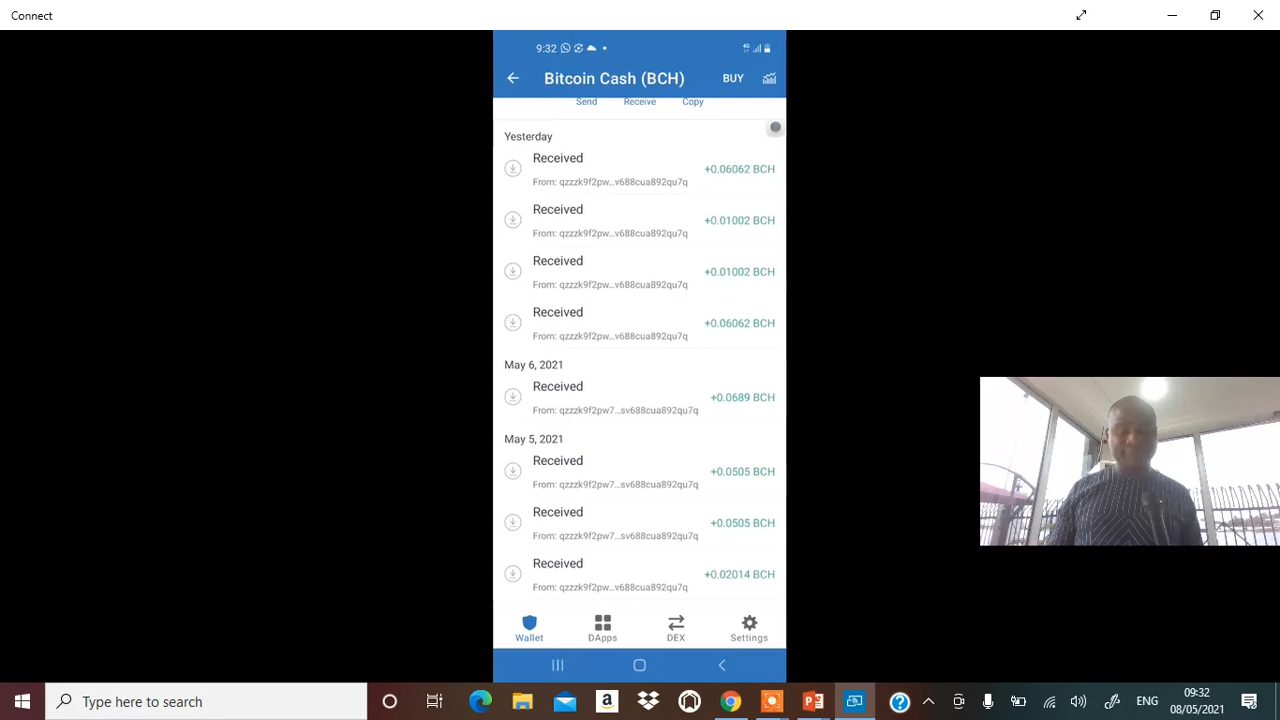 Connect
9:32
4G
Bitcoin Cash (BCH)
BUY
Send Receive Copy
Yesterday
Received
+0.06062 BCH
From: qzzzk9f2pw...v688cua892qu7q
Received
+0.01002 BCH
From: qzzzk9f2pw...v688cua892qu7q
Received
+0.01002 BCH
From: qzzzk9f2pw...v688cua892qu7q
Received
+0.06062 BCH
From: qzzzk9f2pw...v688cua892qu7q
May 6, 2021
Received
+0.0689 BCH
From: qzzzk9f2pw7...sv688cua892qu7q
May 5, 2021
Received
+0.0505 BCH
From: qzzzk9f2pw7...sv688cua892qu7q
Received
+0.0505 BCH
From: qzzzk9f2pw7...sv688cua892qu7q
Received
+0.02014 BCH
From: qzzzk9f2pw...v688cua892qu7q
Wallet DApps DEX Settings
Type here to search
ENG
09:32
08/05/2021